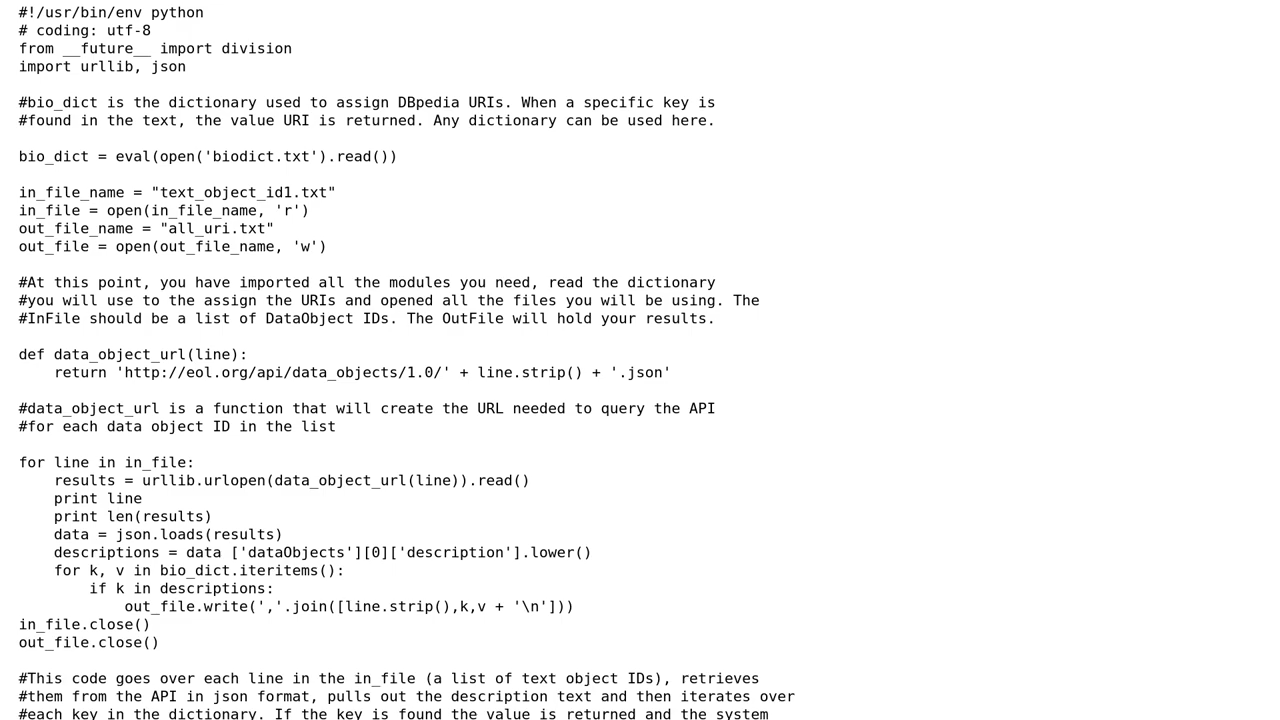 #!/usr/bin/env python
# coding: utf-8
from __future__ import division
import urllib, json

#bio_dict is the dictionary used to assign DBpedia URIs. When a specific key is
#found in the text, the value URI is returned. Any dictionary can be used here.

bio_dict = eval(open('biodict.txt').read())

in_file_name = "text_object_id1.txt"
in_file = open(in_file_name, 'r')
out_file_name = "all_uri.txt"
out_file = open(out_file_name, 'w')

#At this point, you have imported all the modules you need, read the dictionary
#you will use to the assign the URIs and opened all the files you will be using. The
#InFile should be a list of DataObject IDs. The OutFile will hold your results.

def data_object_url(line):
    return 'http://eol.org/api/data_objects/1.0/' + line.strip() + '.json'

#data_object_url is a function that will create the URL needed to query the API
#for each data object ID in the list

for line in in_file:
    results = urllib.urlopen(data_object_url(line)).read()
    print line
    print len(results)
    data = json.loads(results)
    descriptions = data ['dataObjects'][0]['description'].lower()
    for k, v in bio_dict.iteritems():
        if k in descriptions:
            out_file.write(','.join([line.strip(),k,v + '\n']))
in_file.close()
out_file.close()

#This code goes over each line in the in_file (a list of text object IDs), retrieves
#them from the API in json format, pulls out the description text and then iterates over
#each key in the dictionary. If the key is found the value is returned and the system